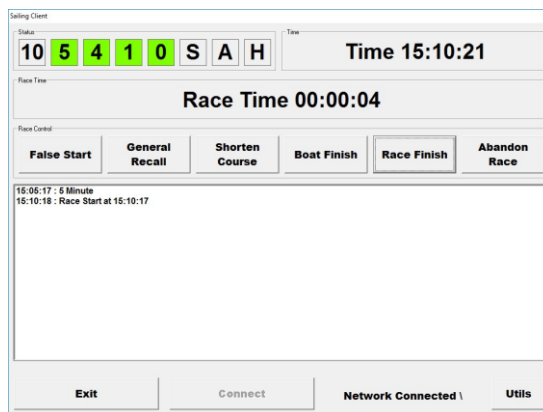 Sailing Client
Status
10 5 4 1 0 S A H
Time
Time 15:10:21
Race Time
Race Time 00:00:04
Race Control
False Start
General
Recall
Shorten
Course
Boat Finish
Race Finish
Abandon
Race
15:05:17 : 5 Minute
15:10:18 : Race Start at 15:10:17
Exit
Connect
Network Connected \
Utils